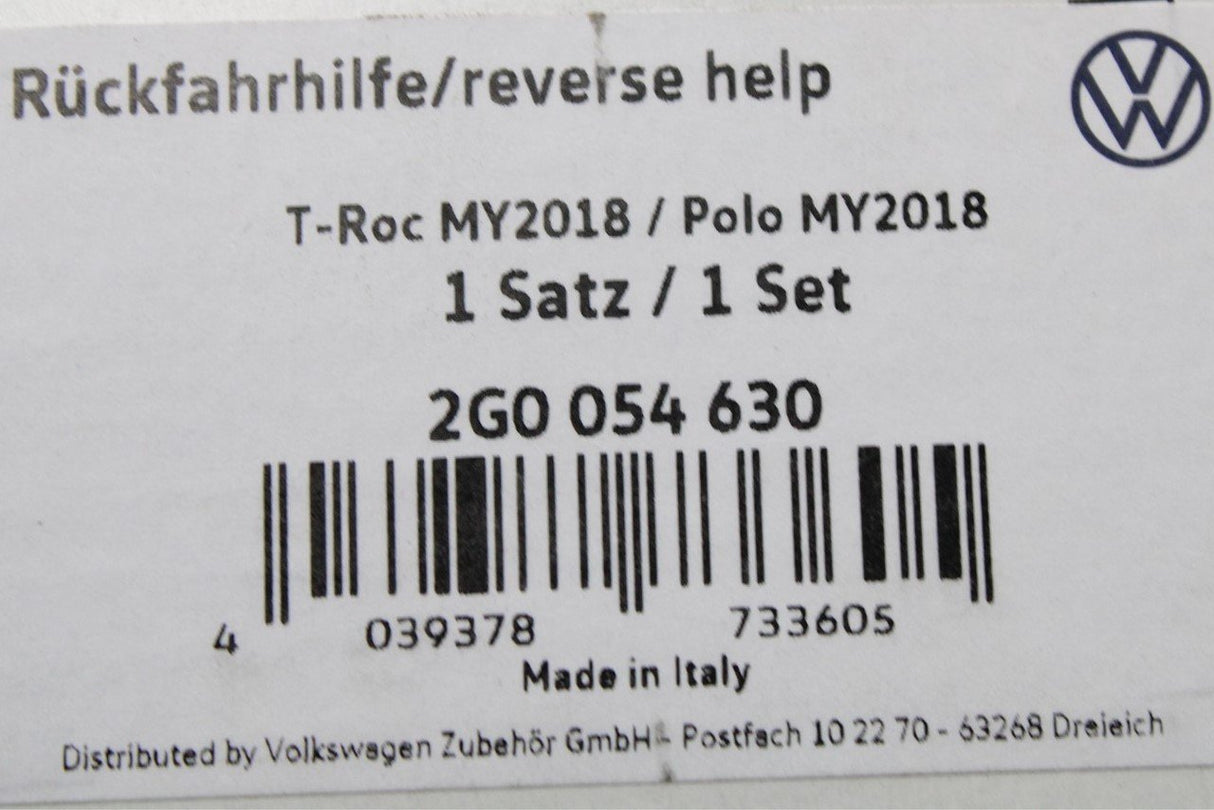 Rückfahrhilfe/reverse help
T-Roc MY2018 / Polo MY2018
1 Satz / 1 Set
2G0 054 630
4 039378 733605
Made in Italy
Distributed by Volkswagen Zubehör GmbH - Postfach 10 22 70 - 63268 Dreieich